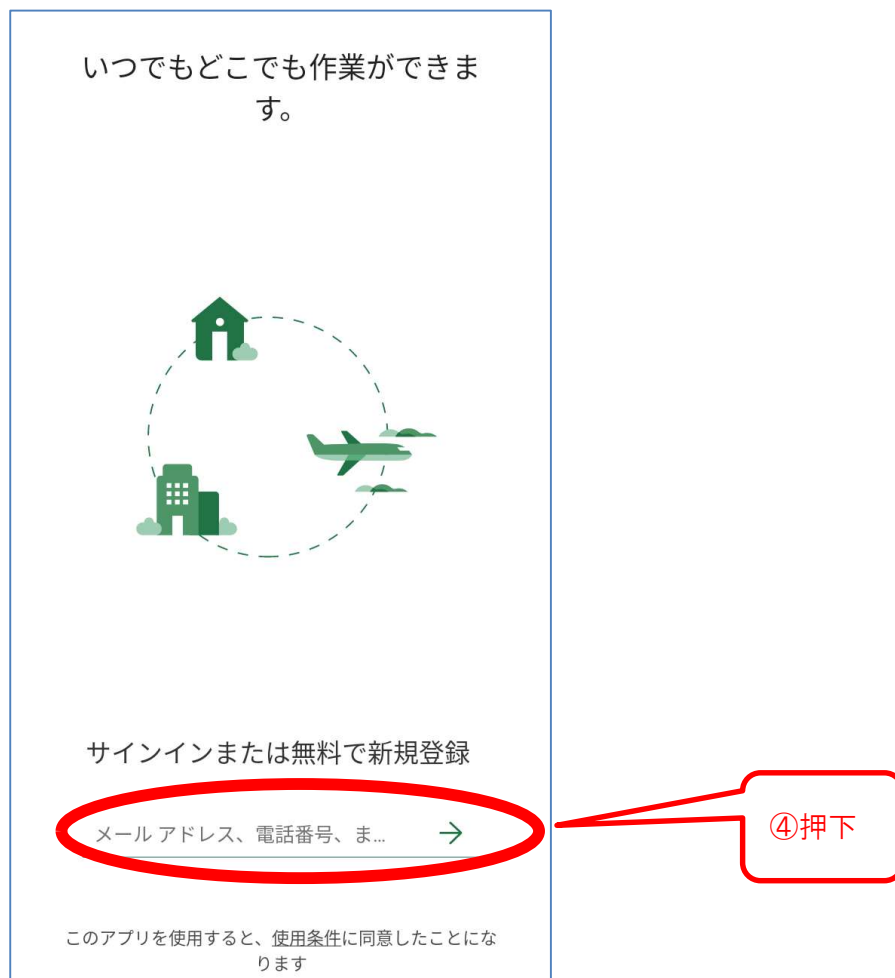 いつでもどこでも作業ができま
す。
サインインまたは無料で新規登録
メール アドレス、電話番号、ま...
④押下
このアプリを使用すると、使用条件に同意したことにな
ります